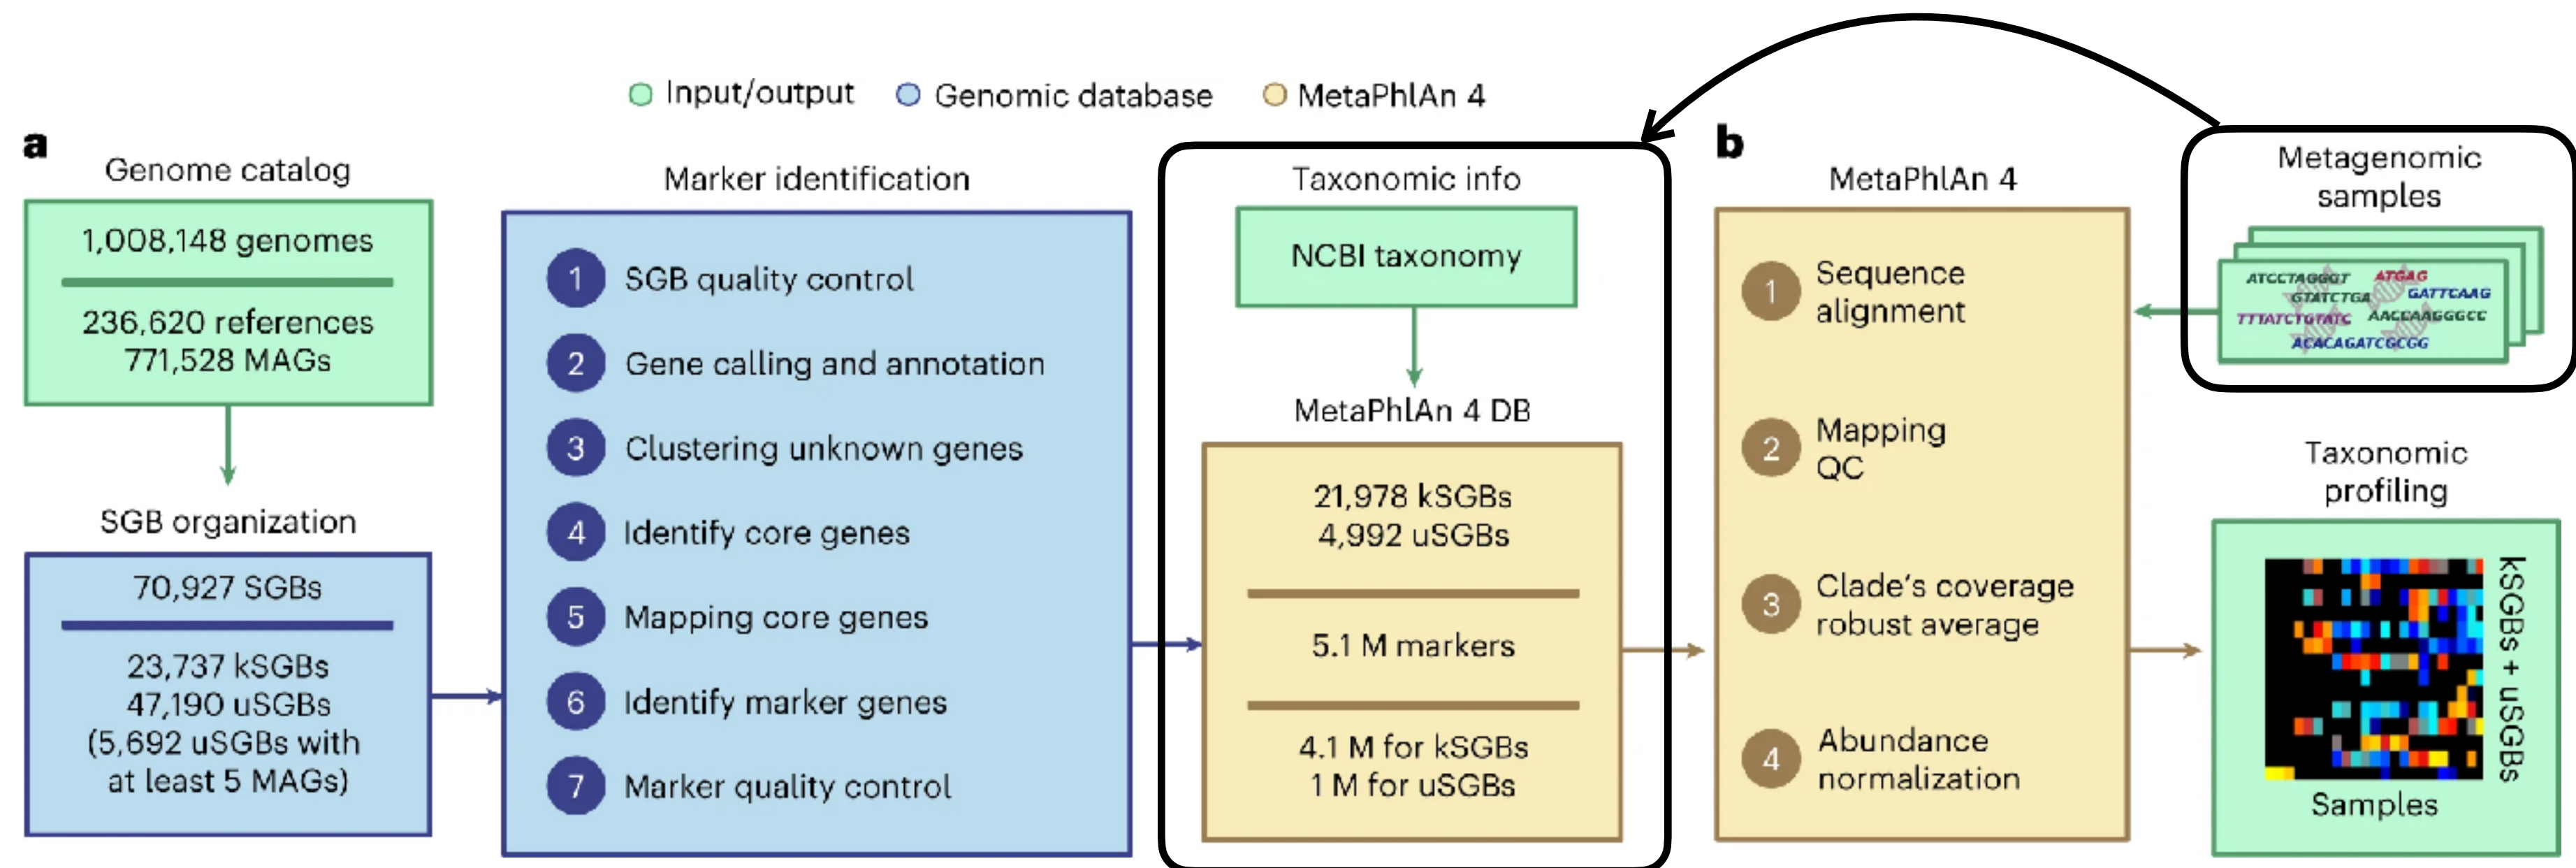 Input/output
Genomic database
MetaPhlAn 4
a
Genome catalog
1,008,148 genomes
236,620 references
771,528 MAGs
SGB organization
70,927 SGBs
23,737 kSGBs
47,190 uSGBs
(5,692 uSGBs with
at least 5 MAGs)
Marker identification
1 SGB quality control
2 Gene calling and annotation
3 Clustering unknown genes
4 Identify core genes
5 Mapping core genes
6 Identify marker genes
7 Marker quality control
Taxonomic info
NCBI taxonomy
MetaPhlAn 4 DB
21,978 kSGBs
4,992 uSGBs
5.1 M markers
4.1 M for kSGBs
1 M for uSGBs
b
MetaPhlAn 4
1 Sequence
alignment
2 Mapping
QC
3 Clade's coverage
robust average
4 Abundance
normalization
Metagenomic
samples
ATCCTAGGGT ATGAG
GTATCTGA GATTCAAG
TTTATCTGTATC AACCAAGGGCC
ACACAGATCGCGG
Taxonomic
profiling
kSGBs + uSGBs
Samples